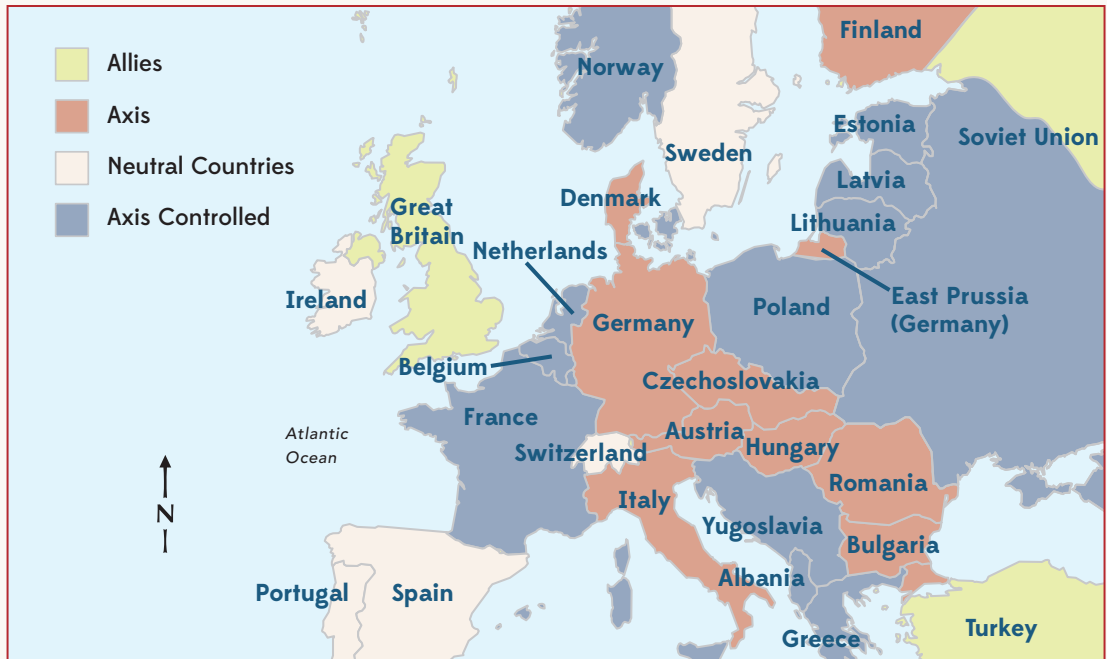 Allies
Axis
Neutral Countries
Axis Controlled
Finland
Norway
Estonia
Soviet Union
Sweden
Latvia
Denmark
Great
Britain
Lithuania
Netherlands
Ireland
East Prussia
(Germany)
Poland
Germany
Belgium
Czechoslovakia
France
Atlantic
Ocean
Austria
Hungary
Switzerland
Romania
Italy
N
Yugoslavia
Bulgaria
Albania
Portugal
Spain
Turkey
Greece